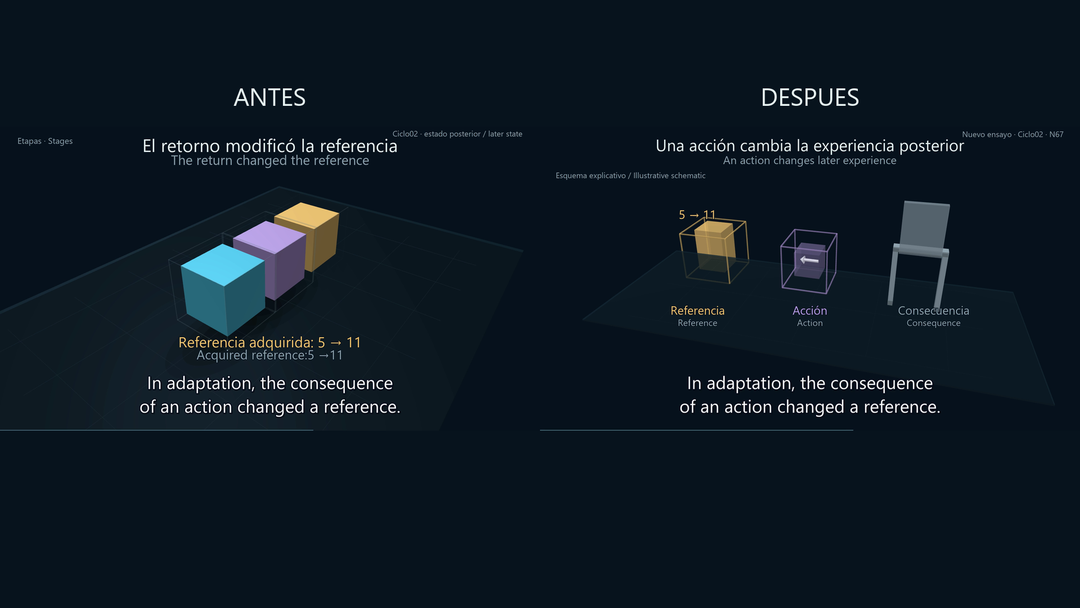 ANTES
Etapas · Stages
Ciclo02 · estado posterior / later state
El retorno modificó la referencia
The return changed the reference
Referencia adquirida: 5 → 11
Acquired reference:5 →11
In adaptation, the consequence
of an action changed a reference.
DESPUES
Nuevo ensayo · Ciclo02 · N67
Una acción cambia la experiencia posterior
An action changes later experience
Esquema explicativo / Illustrative schematic
5 → 11
←
Referencia
Reference
Acción
Action
Consecuencia
Consequence
In adaptation, the consequence
of an action changed a reference.